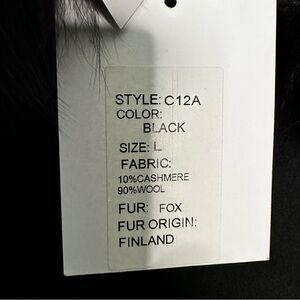 STYLE: C12A
COLOR:
BLACK
SIZE: L
FABRIC:
10%CASHMERE
90%WOOL
FUR: FOX
FUR ORIGIN:
FINLAND